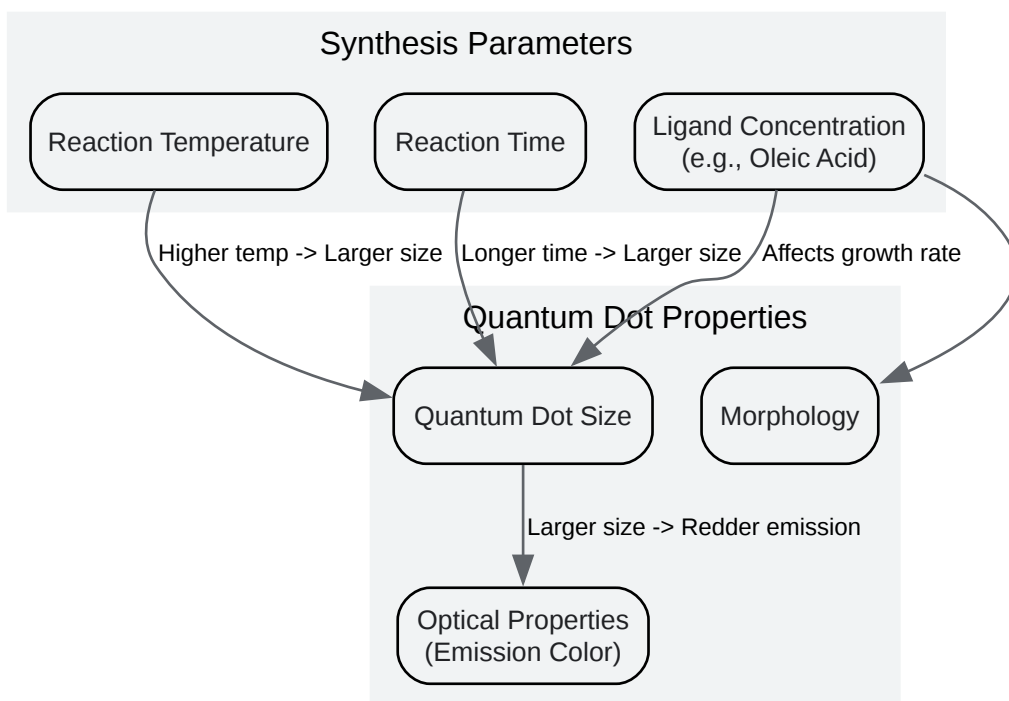 Synthesis Parameters
Reaction Temperature
Reaction Time
Ligand Concentration
(e.g., Oleic Acid)
Higher temp -> Larger size
Longer time -> Larger size
Affects growth rate
Quantum Dot Properties
Quantum Dot Size
Morphology
Larger size -> Redder emission
Optical Properties
(Emission Color)